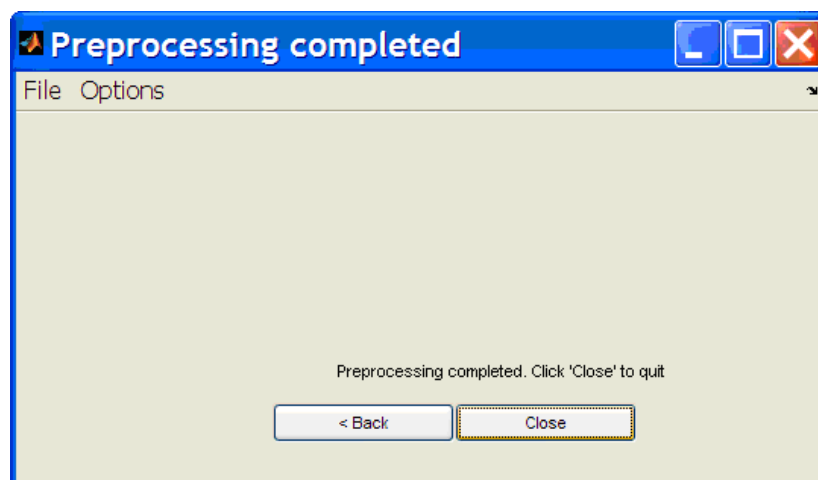 Preprocessing completed
File Options
Preprocessing completed. Click 'Close' to quit
< Back Close